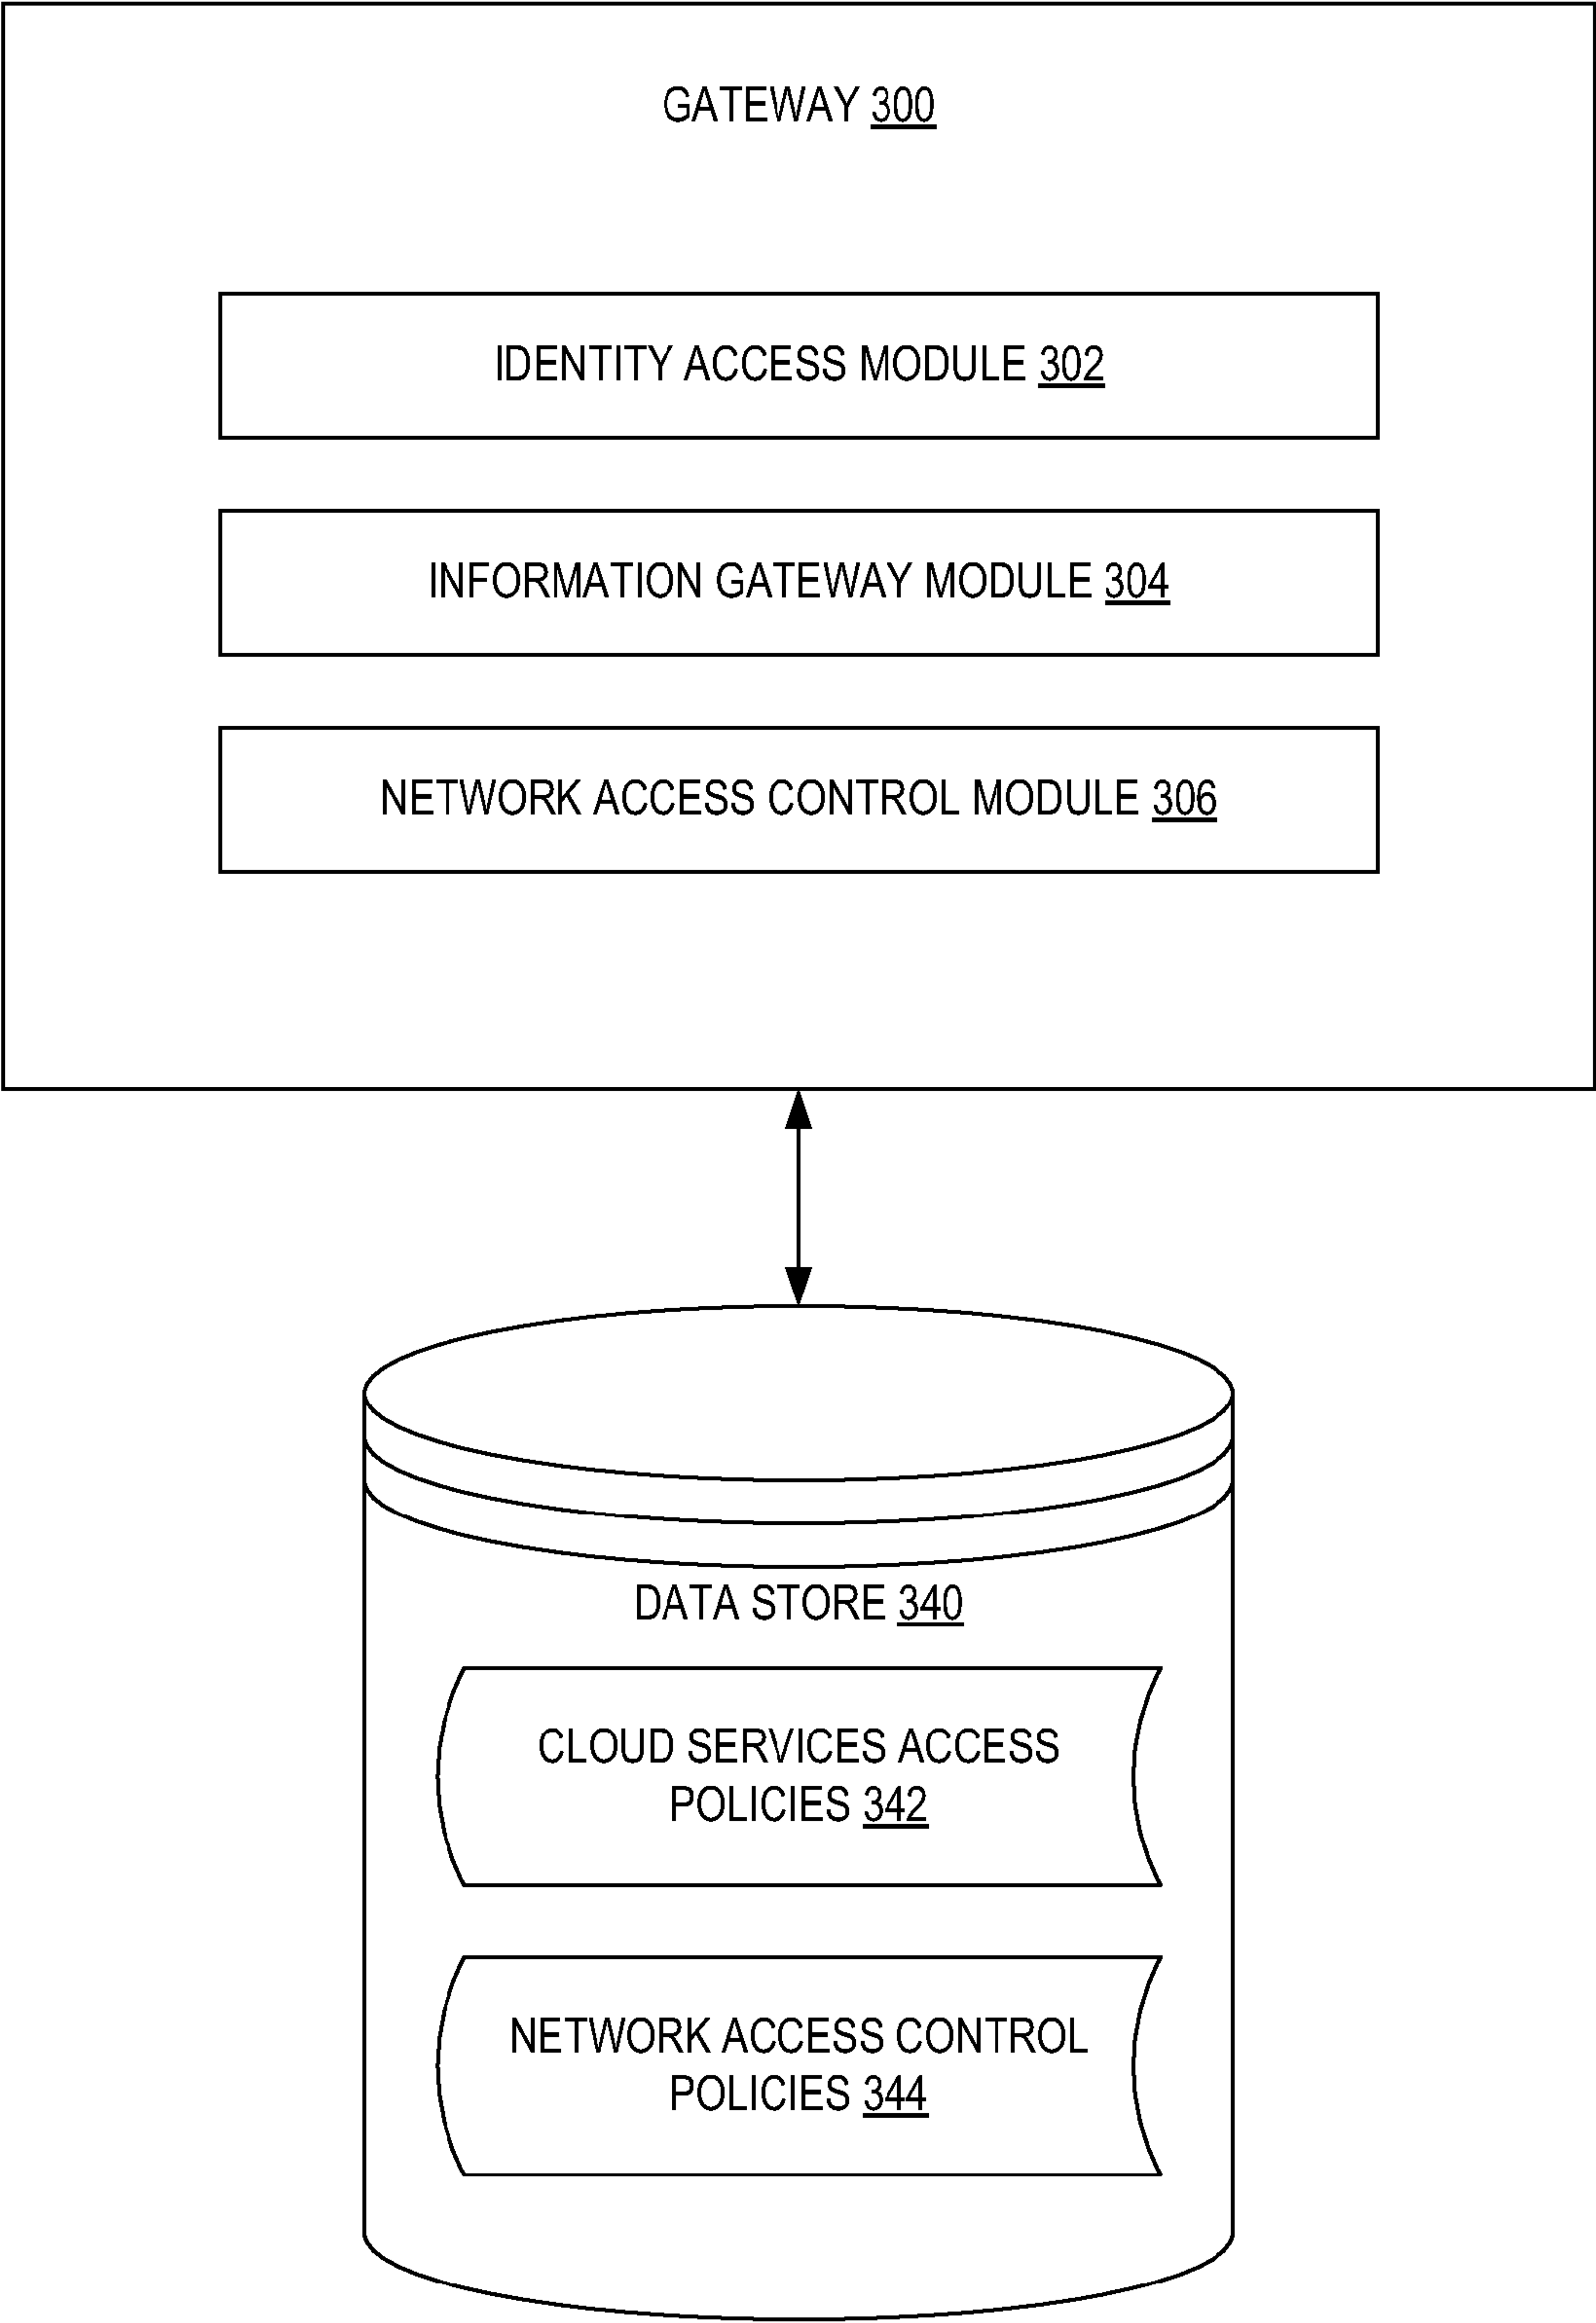 GATEWAY 300
IDENTITY ACCESS MODULE 302
INFORMATION GATEWAY MODULE 304
NETWORK ACCESS CONTROL MODULE 306
DATA STORE 340
CLOUD SERVICES ACCESS
POLICIES 342
NETWORK ACCESS CONTROL
POLICIES 344